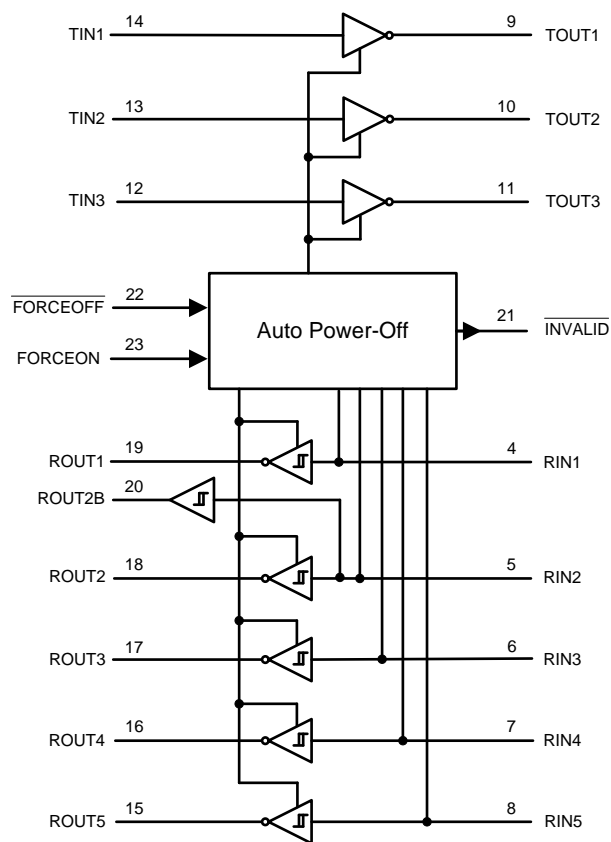 TIN1 14 9 TOUT1
TIN2 13 10 TOUT2
TIN3 12 11 TOUT3
FORCEOFF 22
Auto Power-Off
21 INVALID
FORCEON 23
ROUT1 19 4 RIN1
ROUT2B 20
ROUT2 18 5 RIN2
ROUT3 17 6 RIN3
ROUT4 16 7 RIN4
ROUT5 15 8 RIN5